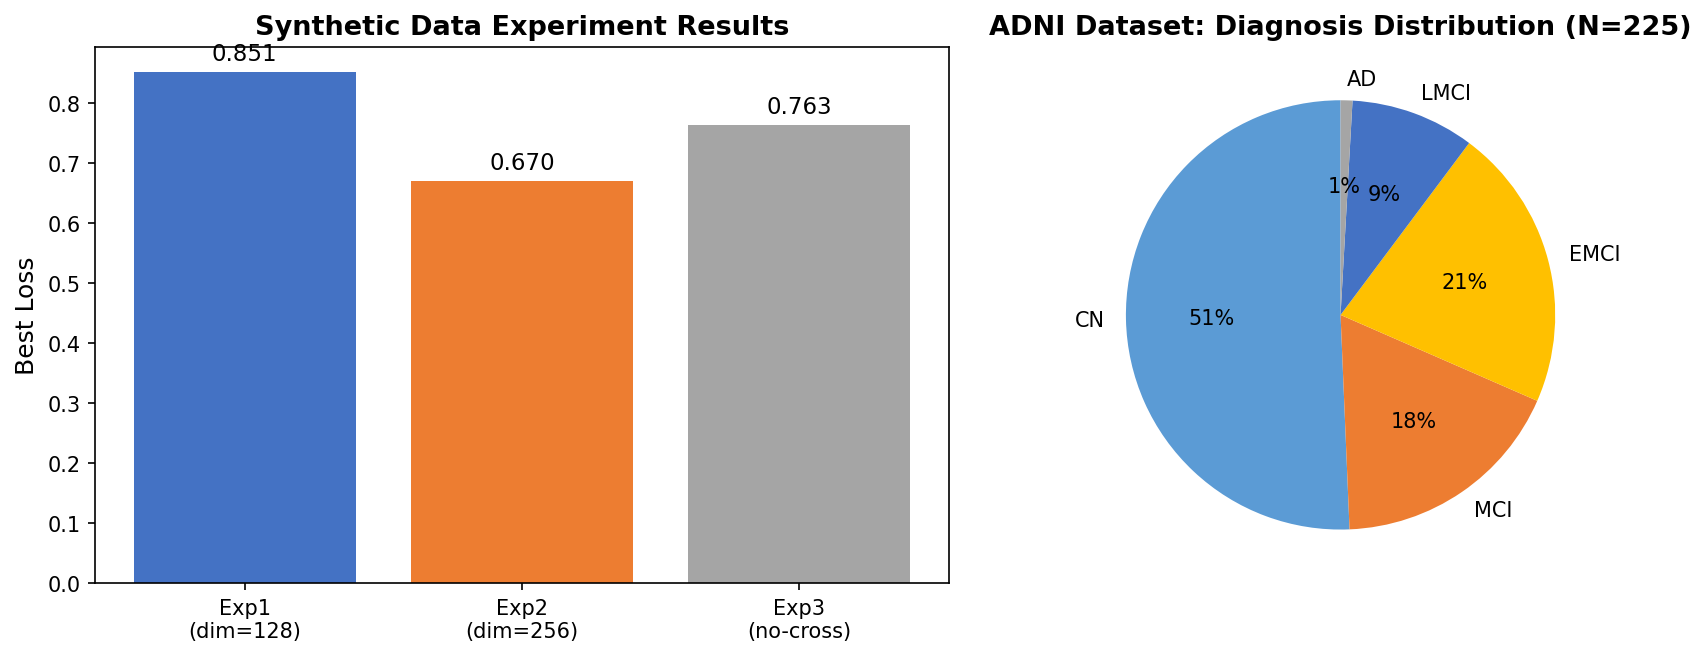 Synthetic Data Experiment Results
Best Loss
0.8
0.7
0.6
0.5
0.4
0.3
0.2
0.1
0.0
0.851
0.670
0.763
Exp1
(dim=128)
Exp2
(dim=256)
Exp3
(no-cross)
ADNI Dataset: Diagnosis Distribution (N=225)
AD
LMCI
EMCI
MCI
CN
1%
9%
21%
18%
51%